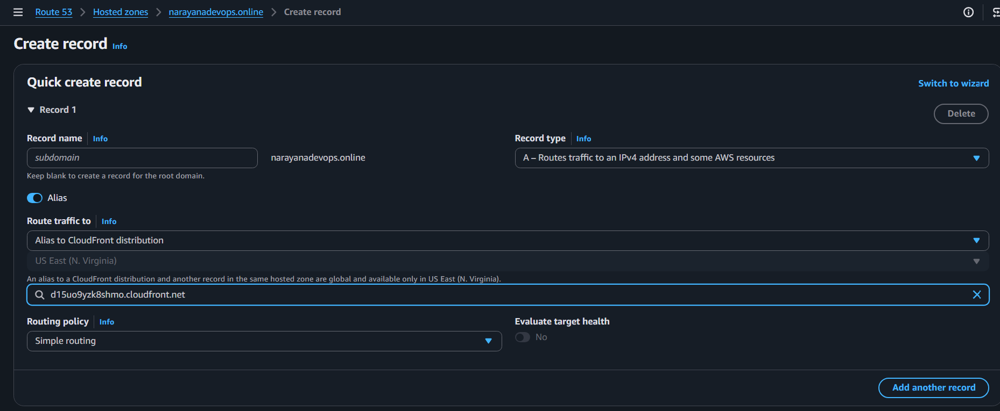 Route 53 > Hosted zones > narayanadevops.online > Create record
Create record Info
Quick create record
Switch to wizard
Record 1
Delete
Record name Info
subdomain
narayanadevops.online
Keep blank to create a record for the root domain.
Record type Info
A – Routes traffic to an IPv4 address and some AWS resources
Alias
Route traffic to Info
Alias to CloudFront distribution
US East (N. Virginia)
An alias to a CloudFront distribution and another record in the same hosted zone are global and available only in US East (N. Virginia).
d15uo9yzk8shmo.cloudfront.net
Routing policy Info
Simple routing
Evaluate target health
No
Add another record